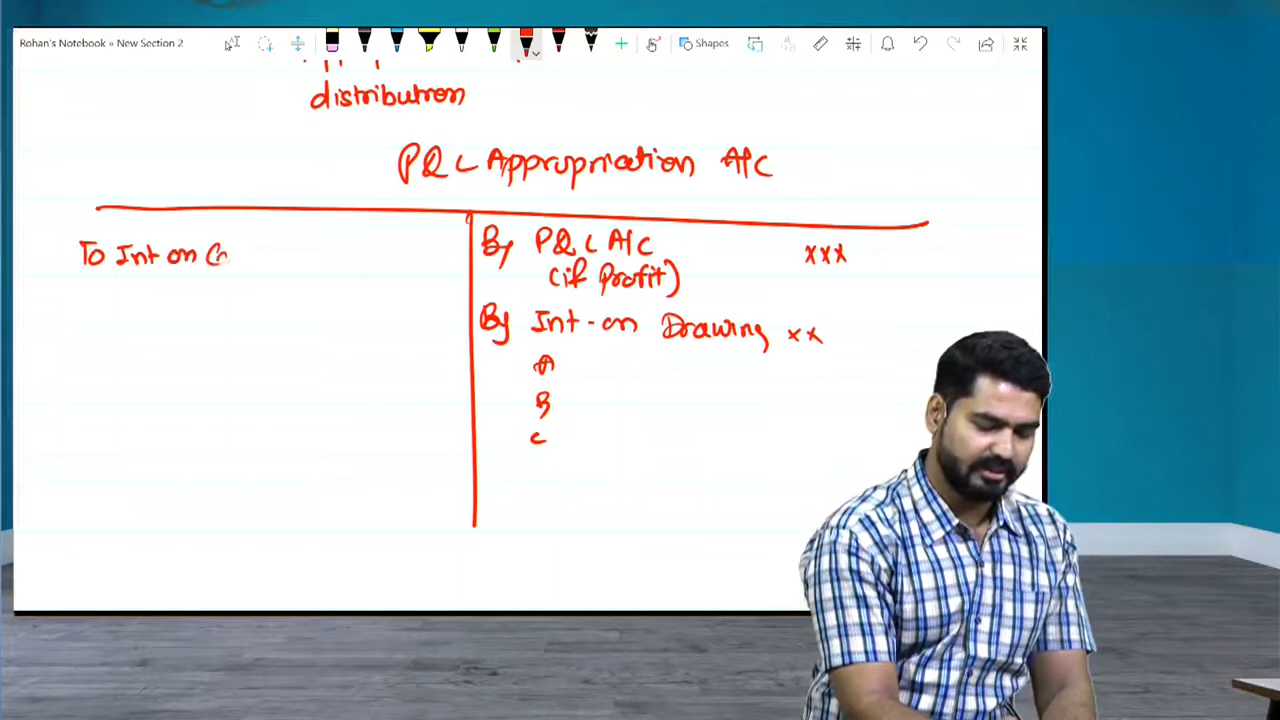 Rohan's Notebook » New Section 2
Shapes
distribution
P&L Appropriation A/c
To Int on Ca
By P&L A/C
(if Profit)
xxx
By Int-on Drawing xx
A
B
C